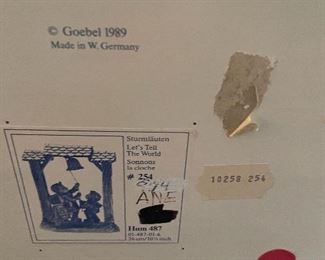 © Goebel 1989
Made in W. Germany
Sturmläuten
Let's Tell
The World
Sonnons
la cloche
# 254
ANE
Hum 487
10258 254